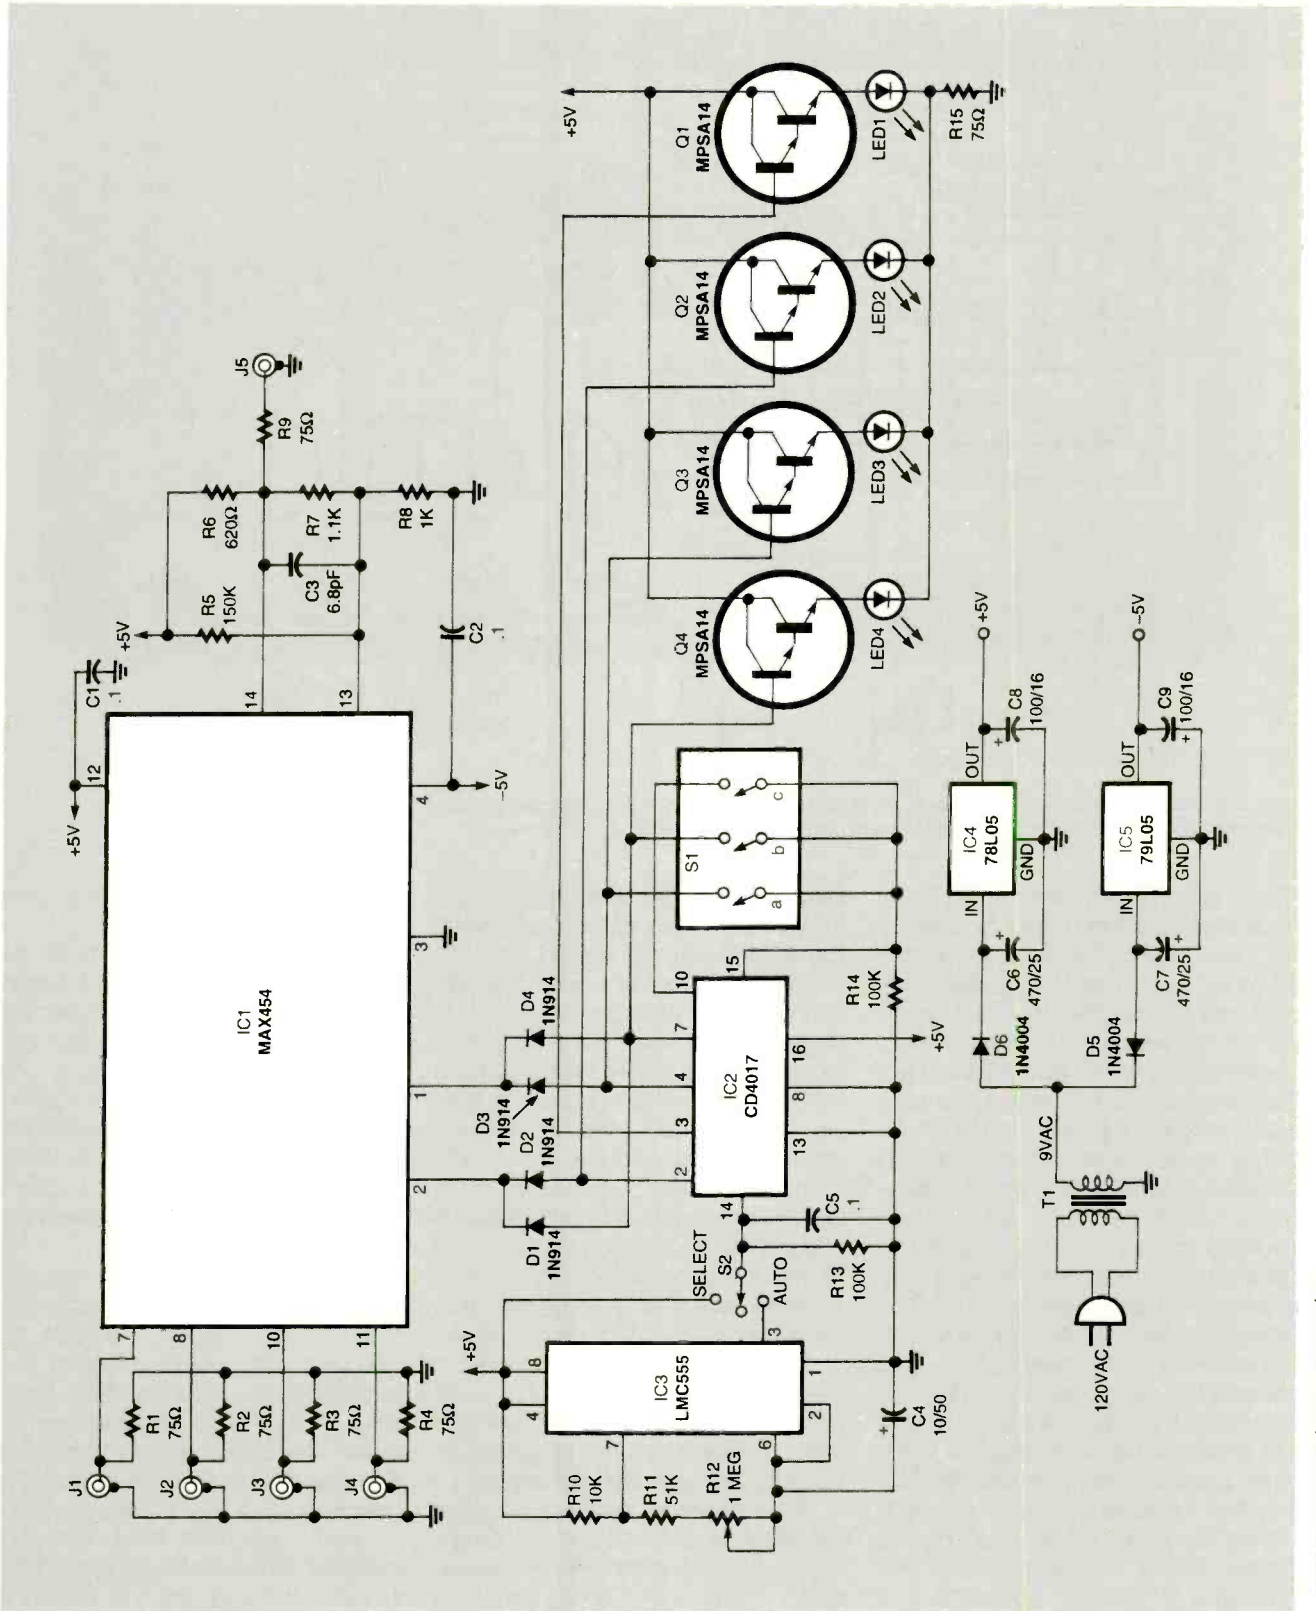 +5V
12
C1
.1
+5V
R5
150K
R6
620Ω
C3
6.8pF
R7
1.1K
R8
1K
R9
75Ω
J5
C2
.1
14
13
IC1
MAX454
7
8
10
11
2
1
3
4
-5V
J1
R1
75Ω
J2
R2
75Ω
J3
R3
75Ω
J4
R4
75Ω
+5V
Q1
MPSA14
LED1
R15
75Ω
Q2
MPSA14
LED2
Q3
MPSA14
LED3
Q4
MPSA14
LED4
D1
1N914
D2
1N914
D3
1N914
D4
1N914
S1
a
b
c
IC2
CD4017
2
3
4
7
10
15
14
13
8
16
+5V
R14
100K
C5
.1
R13
100K
SELECT
S2
AUTO
+5V
IC3
LMC555
4
8
3
7
6
2
1
R10
10K
R11
51K
R12
1 MEG
C4
+
10/50
120VAC
T1
9VAC
D6
1N4004
D5
1N4004
C6
+
470/25
IN
IC4
78L05
GND
OUT
C8
+
100/16
+5V
C7
+
470/25
IN
IC5
79L05
GND
OUT
C9
+
100/16
-5V